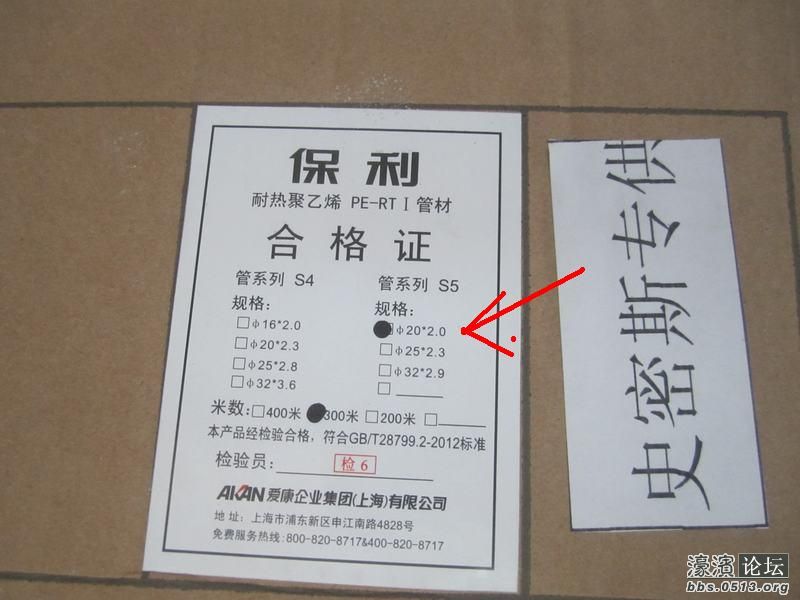 保利
耐热聚乙烯 PE-RT I 管材
合格证
管系列 S4 管系列 S5
规格: 规格:
□φ16*2.0 φ20*2.0
□φ20*2.3 □φ25*2.3
□φ25*2.8 □φ32*2.9
□φ32*3.6 □____
米数:□400米 300米 □200米 □____
本产品经检验合格，符合GB/T28799.2-2012标准
检验员: 检6
AKAN 爱康企业集团(上海)有限公司
地址: 上海市浦东新区申江南路4828号
免费服务热线:800-820-8717&400-820-8717
史密斯专供
濠滨论坛
bbs.0513.org